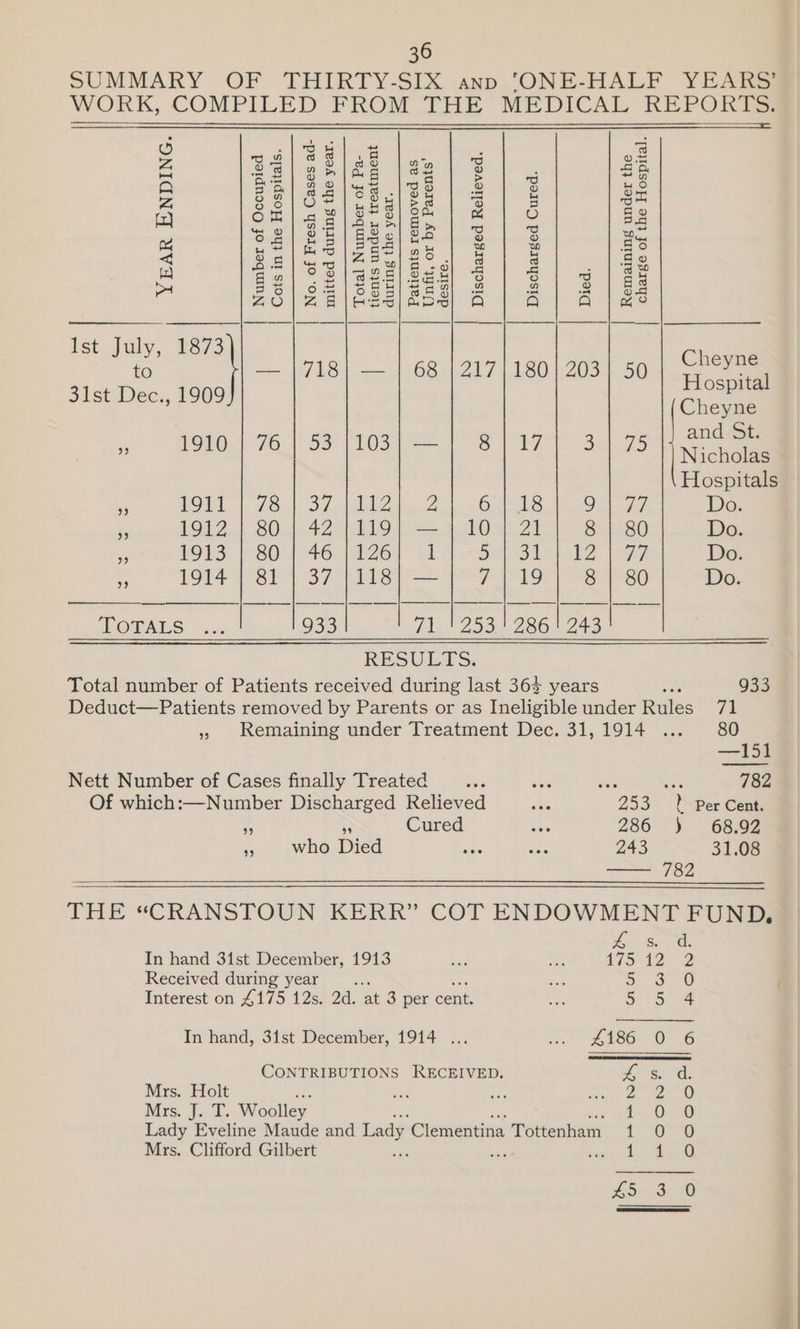 36
SUMMARY OF THIRTY-SIX AND 'ONE-HALF YEARS'
WORK, COMPILED FROM THE MEDICAL REPORTS.
YEAR ENDING.
Number of Occupied
Cots in the Hospitals.
No. of Fresh Cases ad-
mitted during the year.
Total Number of Pa-
tients under treatment
during the year.
Patients removed as
Unfit, or by Parents'
desire.
Discharged Relieved.
Discharged Cured.
Died.
Remaining under the
charge of the Hospital.
1st July, 1873
to
31st Dec., 1909 — 718 — 68 217 180 203 50 Cheyne
Hospital
„ 1910 76 53 103 — 8 17 3 75 Cheyne
and St.
Nicholas
Hospitals
„ 1911 78 37 112 2 6 18 9 77 Do.
„ 1912 80 42 119 — 10 21 8 80 Do.
„ 1913 80 46 126 1 5 31 12 77 Do.
„ 1914 81 37 118 — 7 19 8 80 Do.
TOTALS ... 933 71 253 286 243
RESULTS.
Total number of Patients received during last 36½ years ... 933
Deduct—Patients removed by Parents or as Ineligible under Rules 71
„ Remaining under Treatment Dec. 31, 1914 ... 80
—151
Nett Number of Cases finally Treated ... ... ... ... 782
Of which:—Number Discharged Relieved ... 253 } Per Cent.
„ „ Cured ... 286 } 68.92
„ who Died ... ... 243 31.08
—— 782
THE "CRANSTOUN KERR" COT ENDOWMENT FUND.
£ s. d.
In hand 31st December, 1913 ... ... 175 12 2
Received during year ... ... ... 5 3 0
Interest on £175 12s. 2d. at 3 per cent. ... 5 5 4
In hand, 31st December, 1914 ... ... £186 0 6
CONTRIBUTIONS RECEIVED. £ s. d.
Mrs. Holt ... ... ... ... 2 2 0
Mrs. J. T. Woolley ... ... ... 1 0 0
Lady Eveline Maude and Lady Clementina Tottenham 1 0 0
Mrs. Clifford Gilbert ... ... ... 1 1 0
£5 3 0